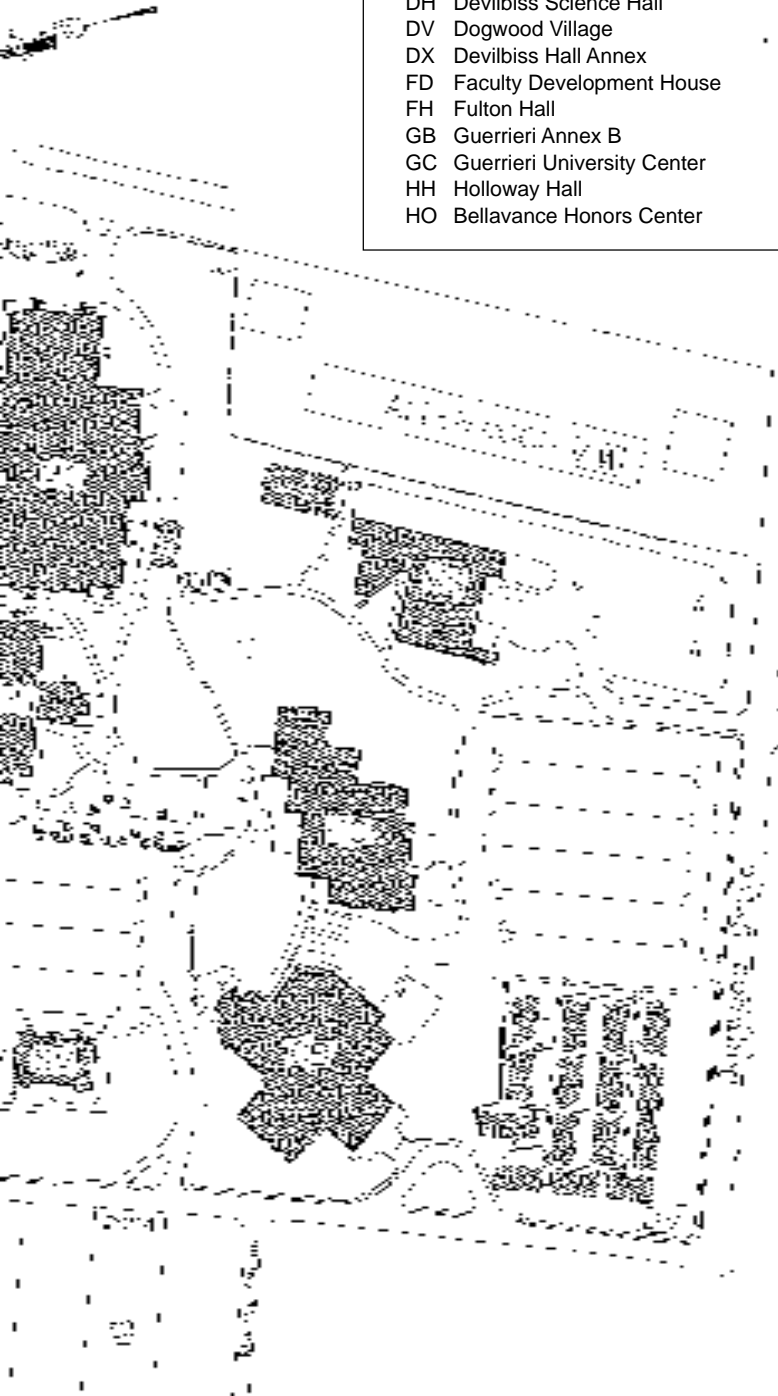 DH Devilbiss Science Hall
DV Dogwood Village
DX Devilbiss Hall Annex
FD Faculty Development House
FH Fulton Hall
GB Guerrieri Annex B
GC Guerrieri University Center
HH Holloway Hall
HO Bellavance Honors Center